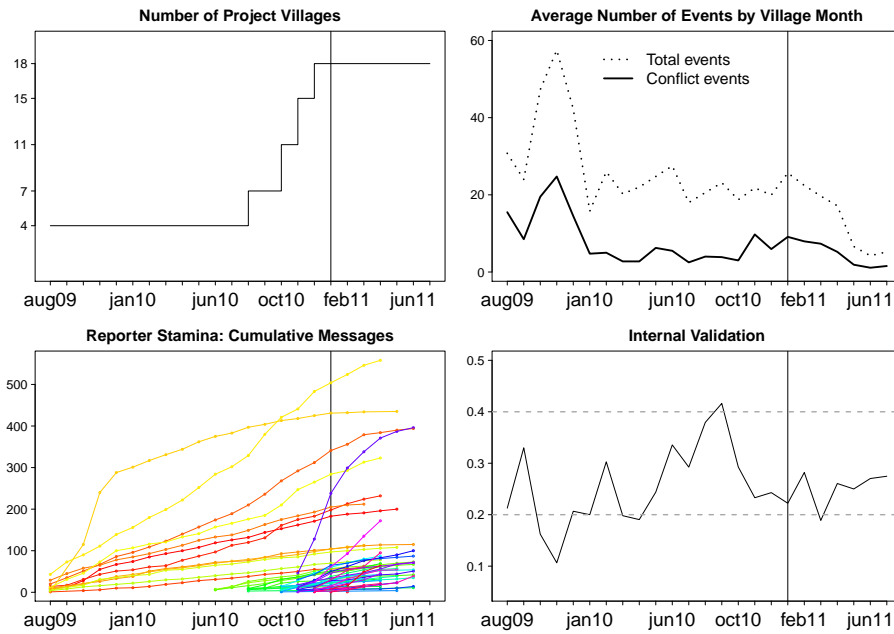 Number of Project Villages
18
15
11
7
4
aug09 jan10 jun10 oct10 feb11 jun11
Average Number of Events by Village Month
60
40
20
0
Total events
Conflict events
aug09 jan10 jun10 oct10 feb11 jun11
Reporter Stamina: Cumulative Messages
500
400
300
200
100
0
aug09 jan10 jun10 oct10 feb11 jun11
Internal Validation
0.5
0.4
0.3
0.2
0.1
aug09 jan10 jun10 oct10 feb11 jun11